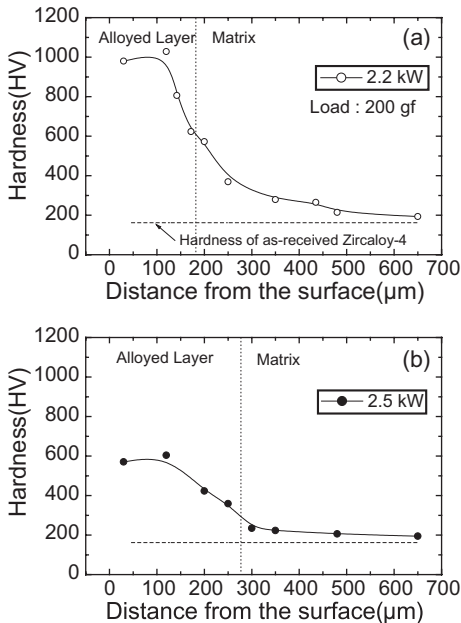 1200
1000
800
600
400
200
0
Hardness(HV)
Alloyed Layer
Matrix
(a)
2.2 kW
Load : 200 gf
Hardness of as-received Zircaloy-4
0 100 200 300 400 500 600 700
Distance from the surface(μm)
1200
1000
800
600
400
200
0
Hardness(HV)
Alloyed Layer
Matrix
(b)
2.5 kW
0 100 200 300 400 500 600 700
Distance from the surface(μm)